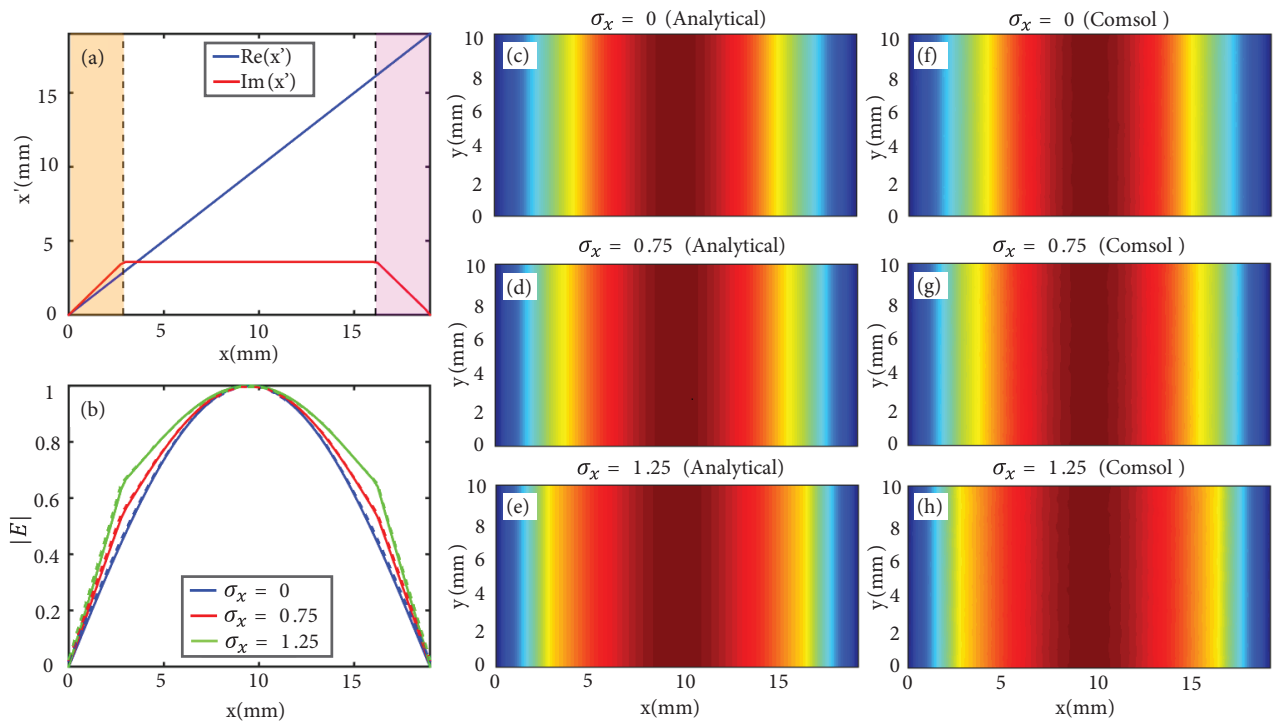 (a)
Re(x')
Im(x')
15
10
5
0
x'(mm)
0 5 10 15
x(mm)
(b)
1
0.8
0.6
0.4
0.2
0
|E|
σx = 0
σx = 0.75
σx = 1.25
0 5 10 15
x(mm)
σx = 0 (Analytical)
(c)
10
8
6
4
2
0
y(mm)
σx = 0.75 (Analytical)
(d)
10
8
6
4
2
0
y(mm)
σx = 1.25 (Analytical)
(e)
10
8
6
4
2
0
y(mm)
0 5 10 15
x(mm)
σx = 0 (Comsol)
(f)
10
8
6
4
2
0
y(mm)
σx = 0.75 (Comsol)
(g)
10
8
6
4
2
0
y(mm)
σx = 1.25 (Comsol)
(h)
10
8
6
4
2
0
y(mm)
0 5 10 15
x(mm)